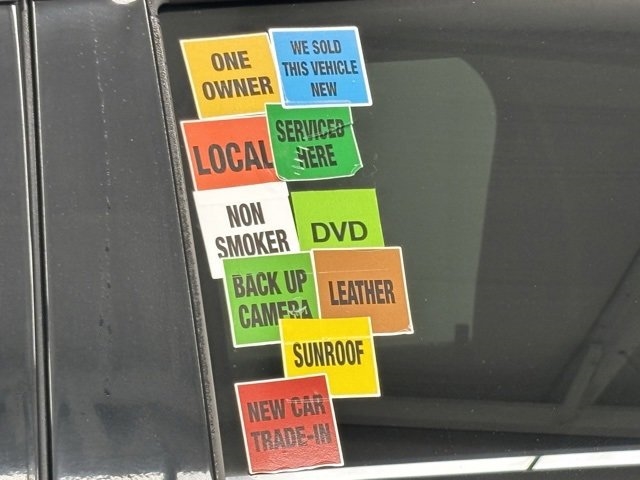 ONE
OWNER
WE SOLD
THIS VEHICLE
NEW
LOCAL
SERVICED
HERE
NON
SMOKER
DVD
BACK UP
CAMERA
LEATHER
SUNROOF
NEW CAR
TRADE-IN